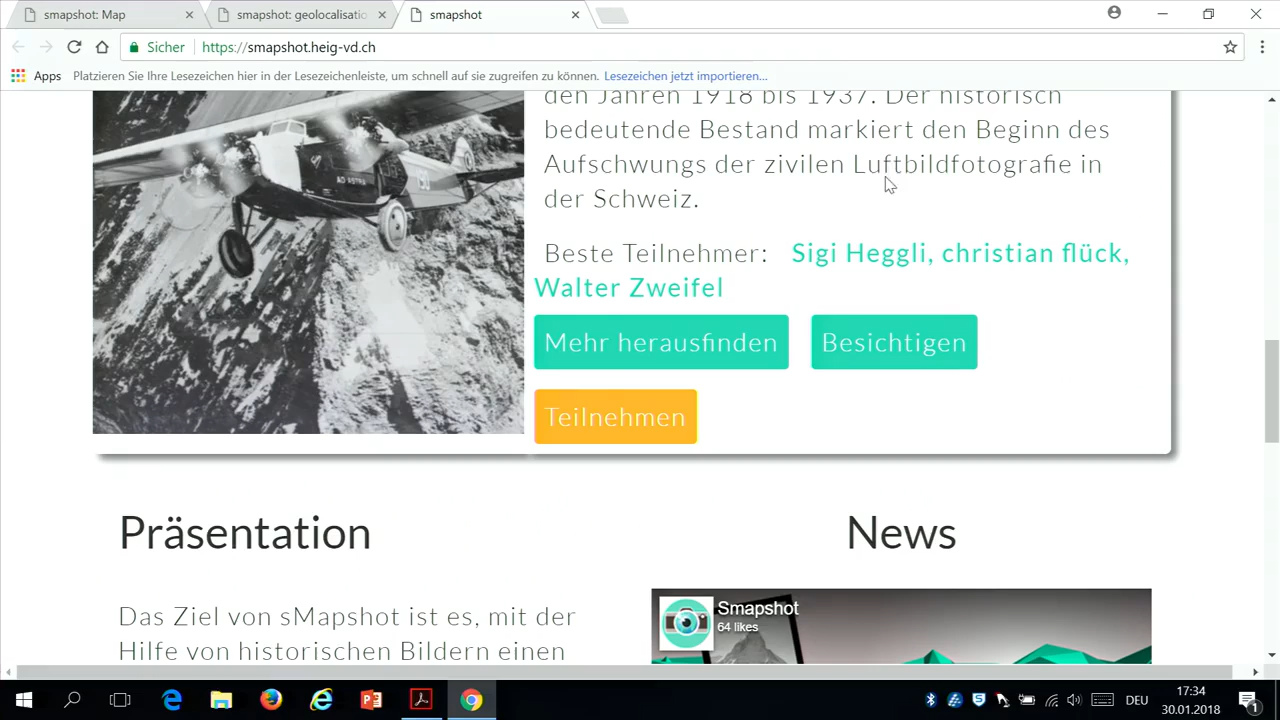 smapshot: Map
smapshot: geolocalisatio
smapshot
Sicher
https://smapshot.heig-vd.ch
Apps
Platzieren Sie Ihre Lesezeichen hier in der Lesezeichenleiste, um schnell auf sie zugreifen zu können.
Lesezeichen jetzt importieren...
den Jahren 1918 bis 1937. Der historisch
bedeutende Bestand markiert den Beginn des
Aufschwungs der zivilen Luftbildfotografie in
der Schweiz.
AD ASTRA
Beste Teilnehmer: Sigi Heggli, christian flück,
Walter Zweifel
Mehr herausfinden
Besichtigen
Teilnehmen
Präsentation
News
Das Ziel von sMapshot ist es, mit der
Hilfe von historischen Bildern einen
Smapshot
64 likes
DEU
17:34
30.01.2018
1